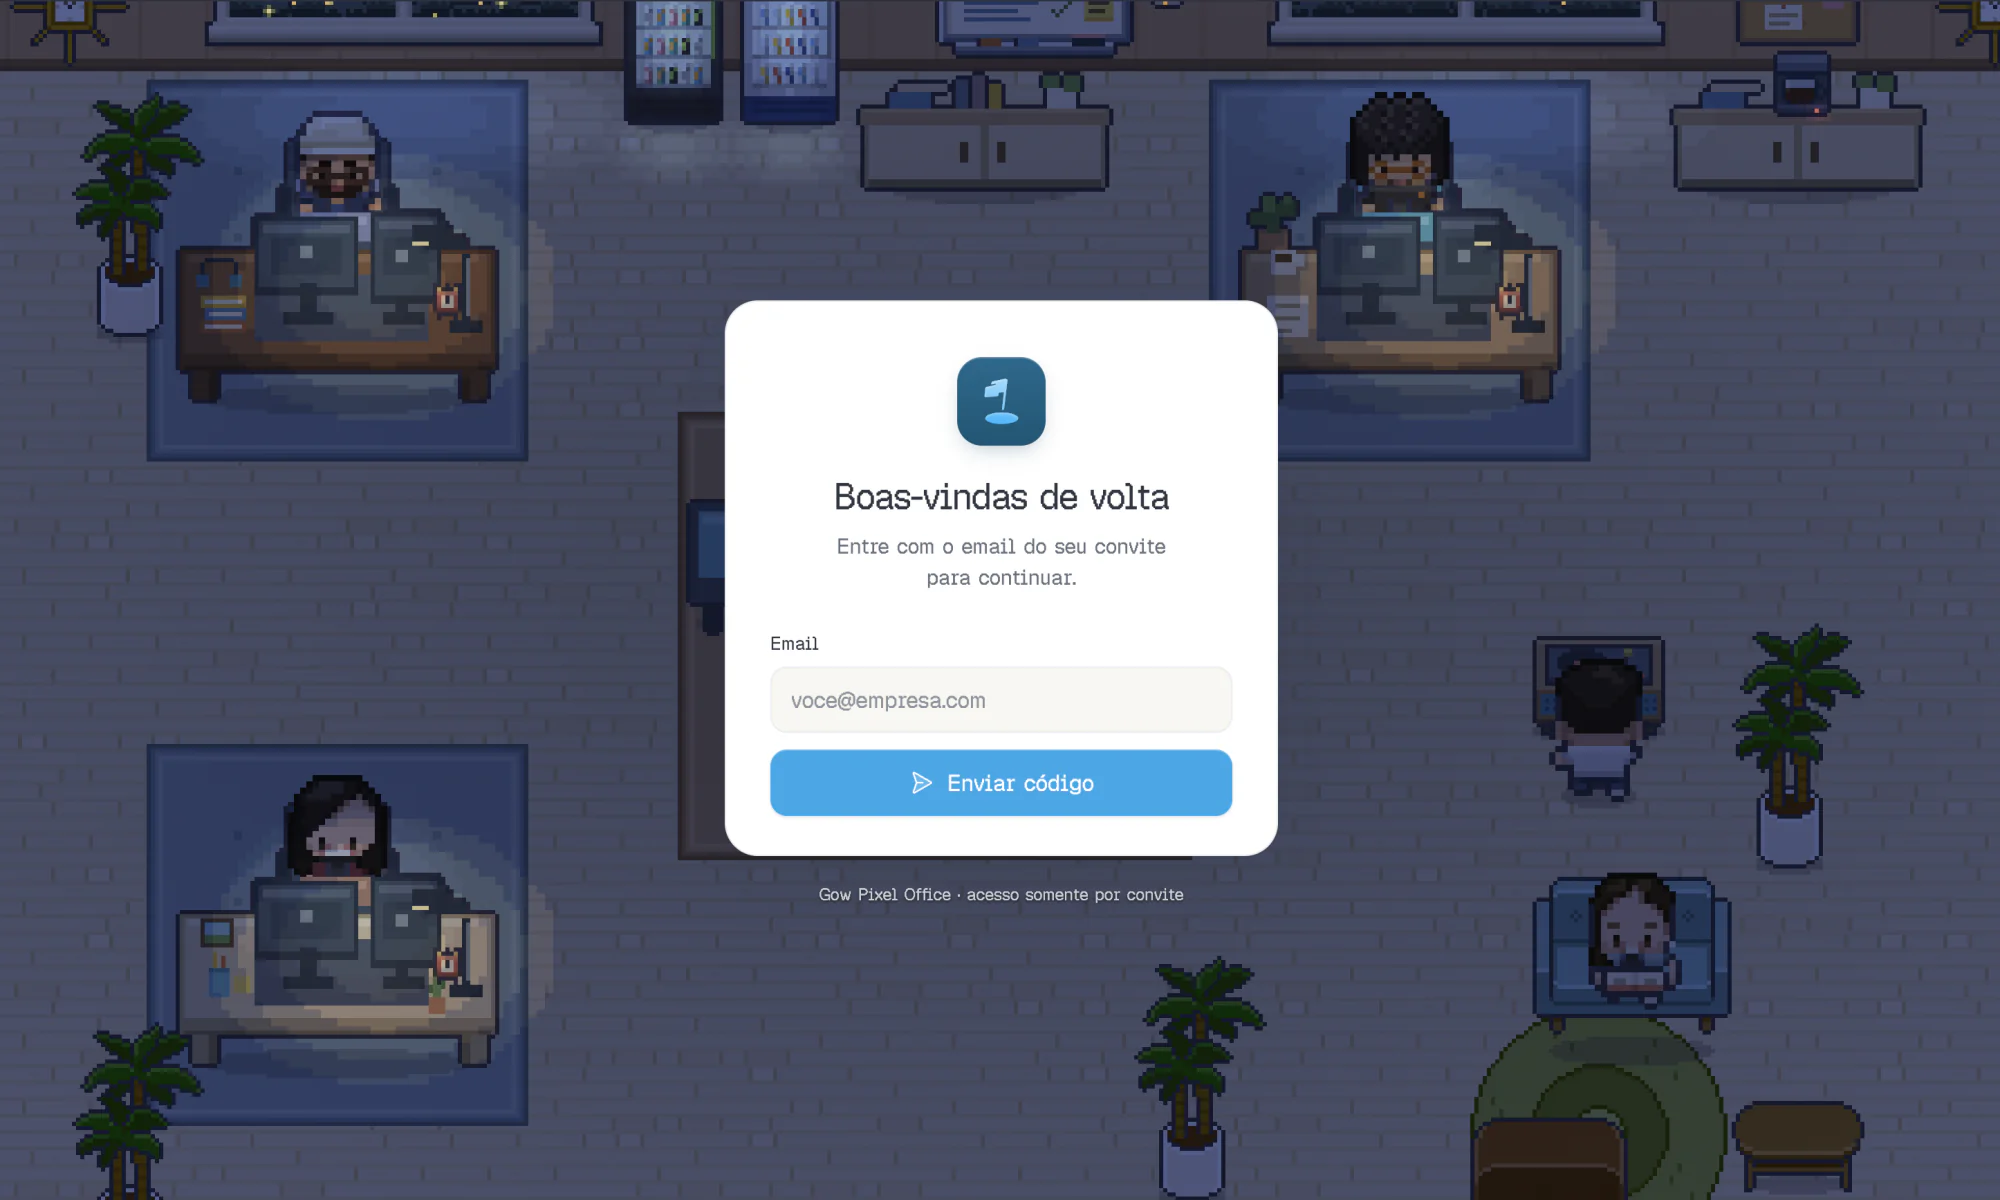 Boas-vindas de volta
Entre com o email do seu convite
para continuar.
Email
voce@empresa.com
Enviar código
Gow Pixel Office · acesso somente por convite